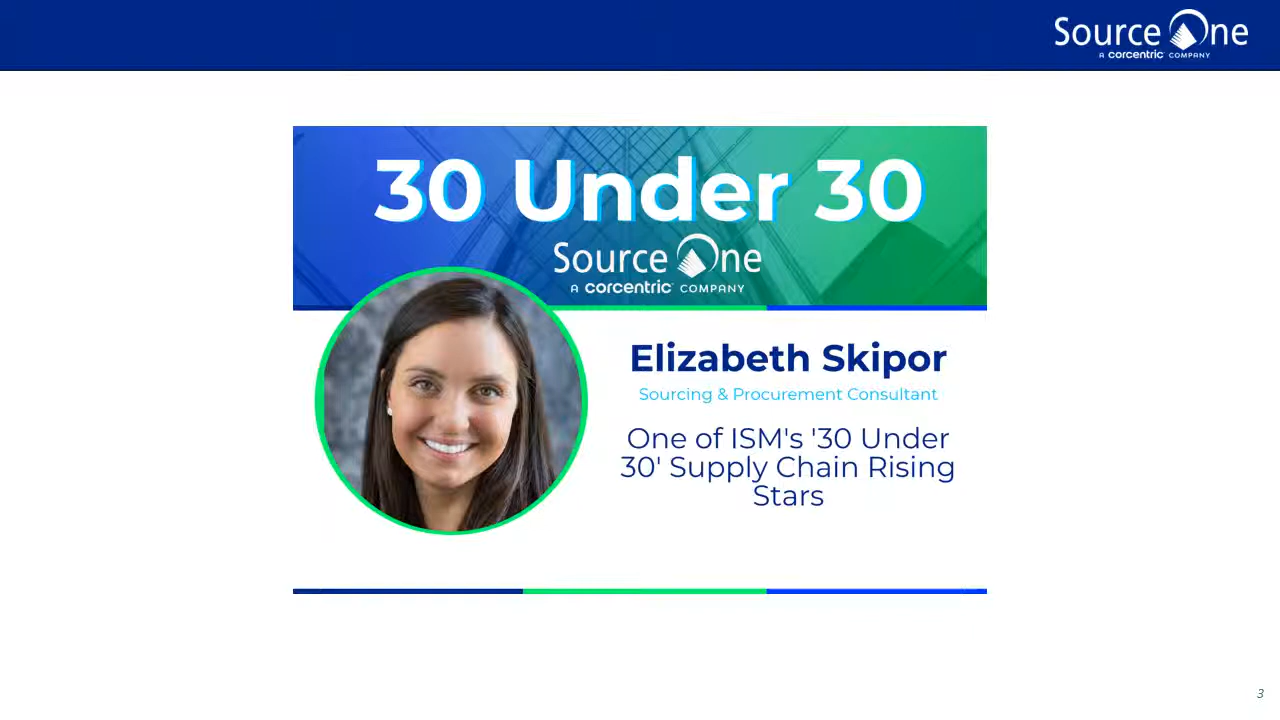 Source One
A corcentric COMPANY
30 Under 30
Source One
A corcentric COMPANY
Elizabeth Skipor
Sourcing & Procurement Consultant
One of ISM's '30 Under
30' Supply Chain Rising
Stars
3